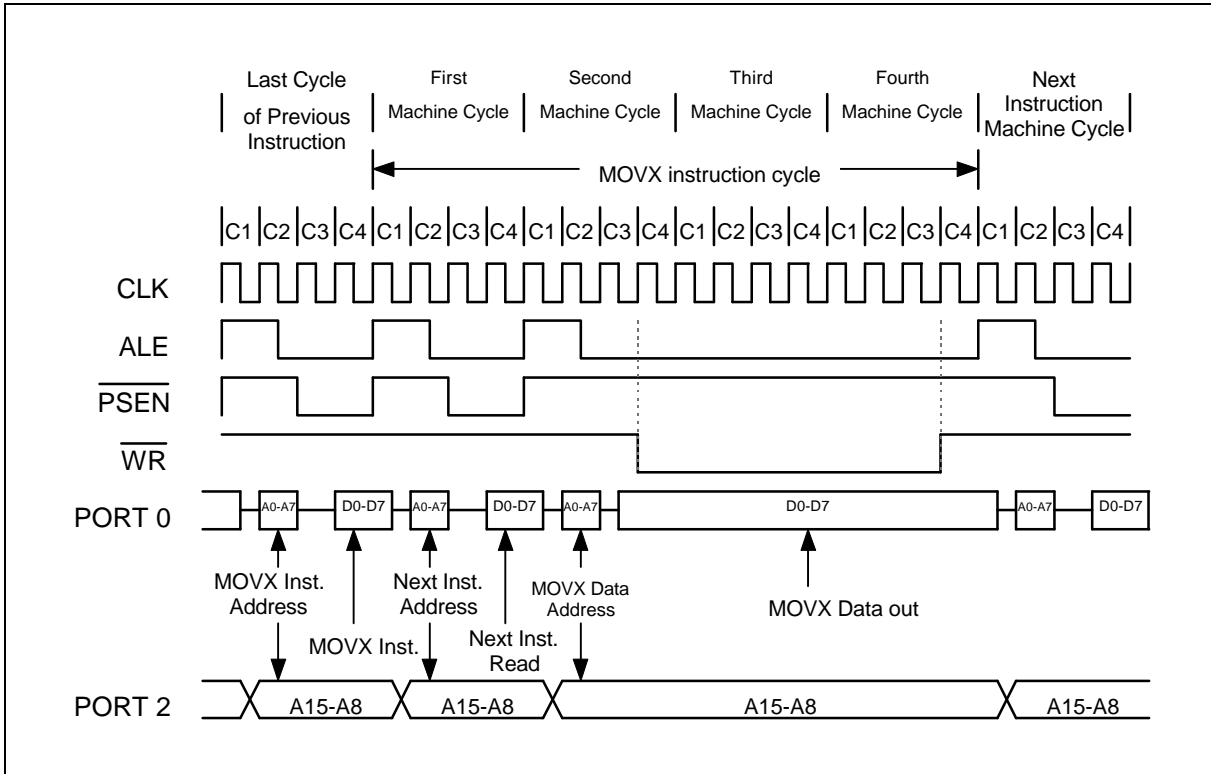 Last Cycle
of Previous
Instruction
First
Machine Cycle
Second
Machine Cycle
Third
Machine Cycle
Fourth
Machine Cycle
Next
Instruction
Machine Cycle
MOVX instruction cycle
C1 C2 C3 C4 C1 C2 C3 C4 C1 C2 C3 C4 C1 C2 C3 C4 C1 C2 C3 C4 C1 C2 C3 C4
CLK
ALE
PSEN
WR
PORT 0
A0-A7 D0-D7 A0-A7 D0-D7 A0-A7 D0-D7 A0-A7 D0-D7
MOVX Inst.
Address
MOVX Inst.
Next Inst.
Address
Next Inst.
Read
MOVX Data
Address
MOVX Data out
PORT 2
A15-A8 A15-A8 A15-A8 A15-A8